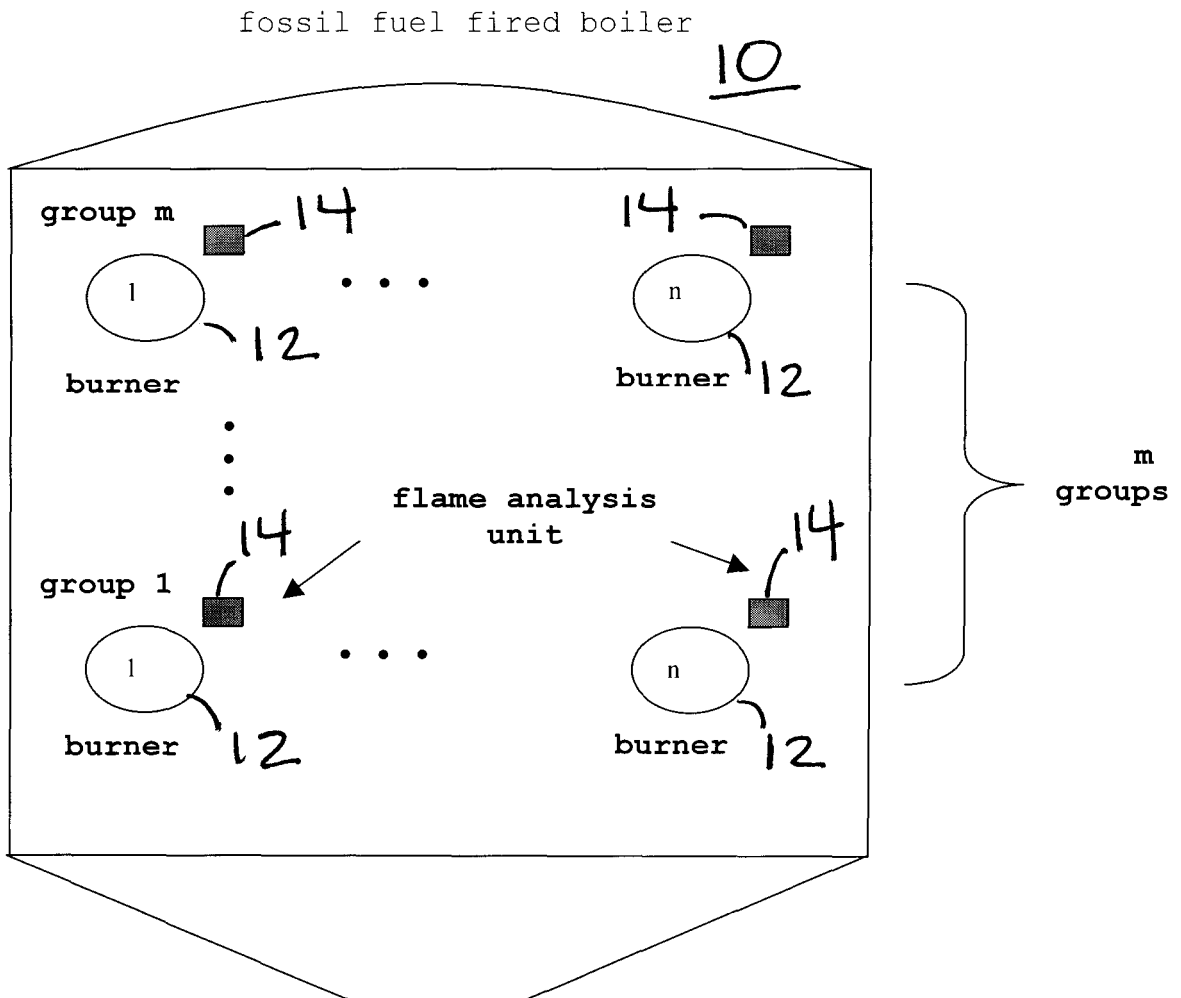 fossil fuel fired boiler
10
group m 14 14
1 n
12
burner
burner 12
flame analysis
unit
m
groups
14 14
group 1
1 n
burner 12
burner 12